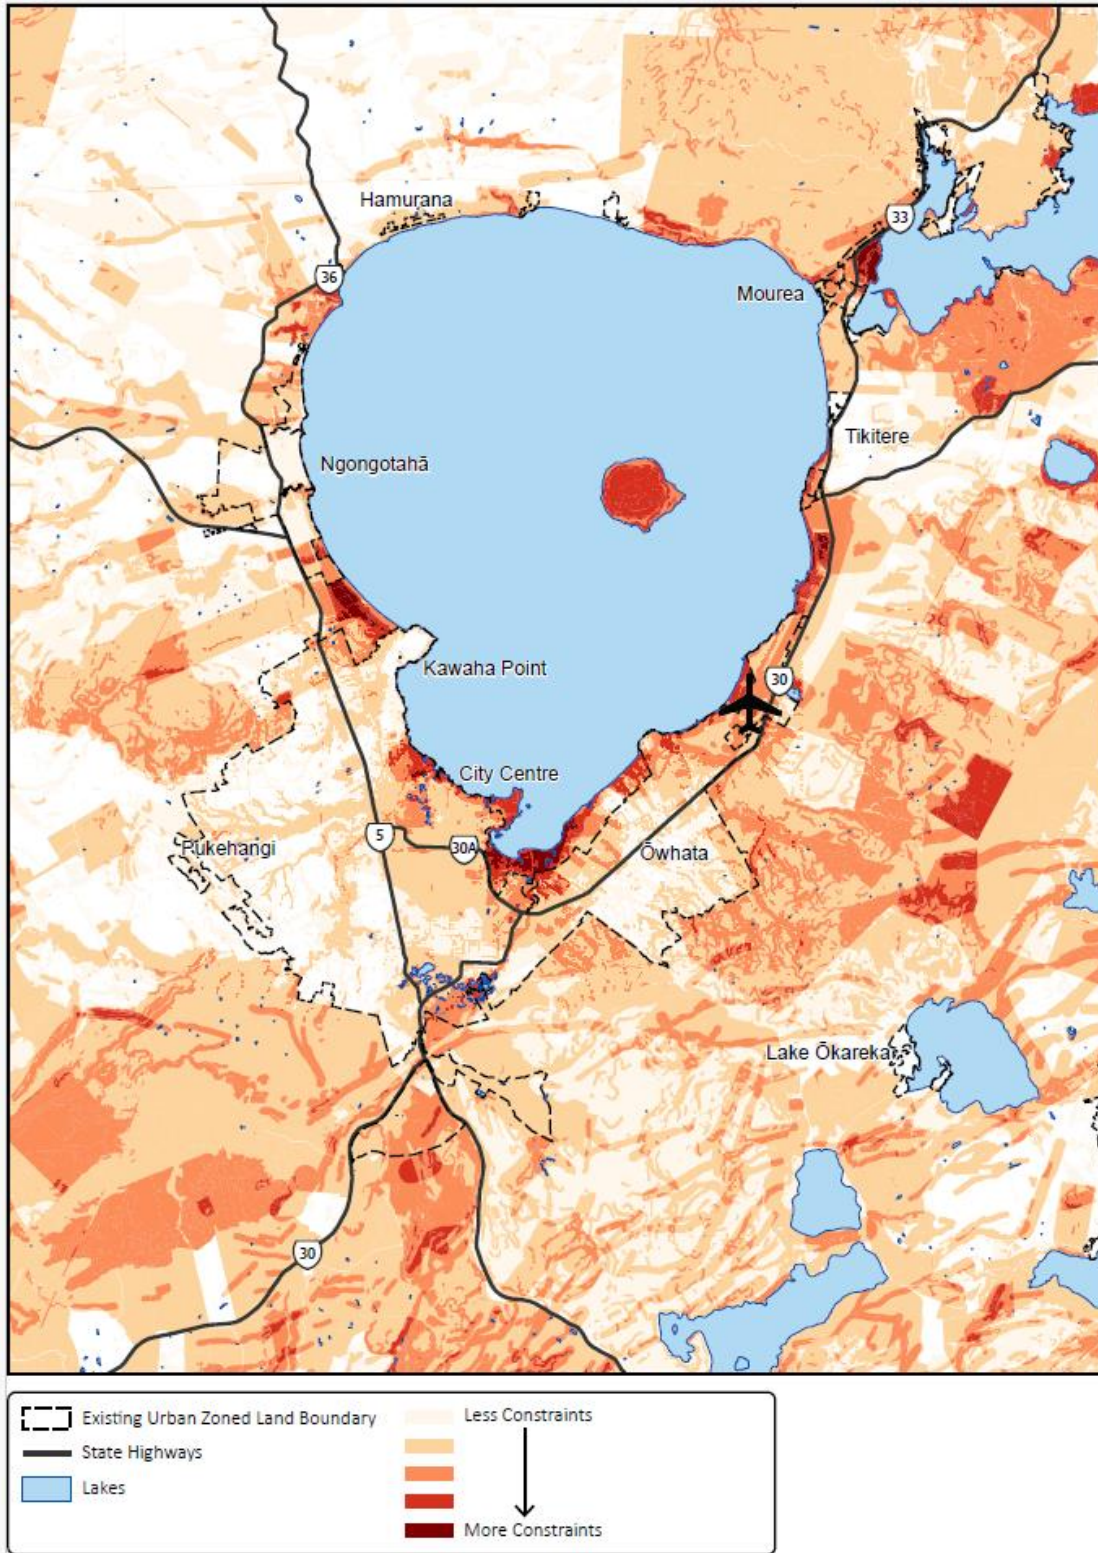 Hamurana
33
36
Mourea
Tikitere
Ngongotahā
Kawaha Point
30
City Centre
5
30A
Pukehangi
Ōwhata
Lake Ōkareka
30
Existing Urban Zoned Land Boundary
State Highways
Lakes
Less Constraints
More Constraints